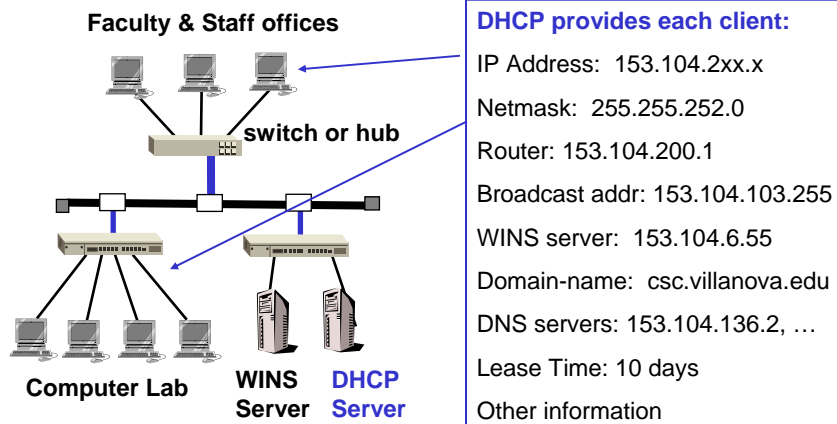 Faculty & Staff offices
switch or hub
Computer Lab
WINS Server
DHCP Server
DHCP provides each client:
IP Address: 153.104.2xx.x
Netmask: 255.255.252.0
Router: 153.104.200.1
Broadcast addr: 153.104.103.255
WINS server: 153.104.6.55
Domain-name: csc.villanova.edu
DNS servers: 153.104.136.2, …
Lease Time: 10 days
Other information